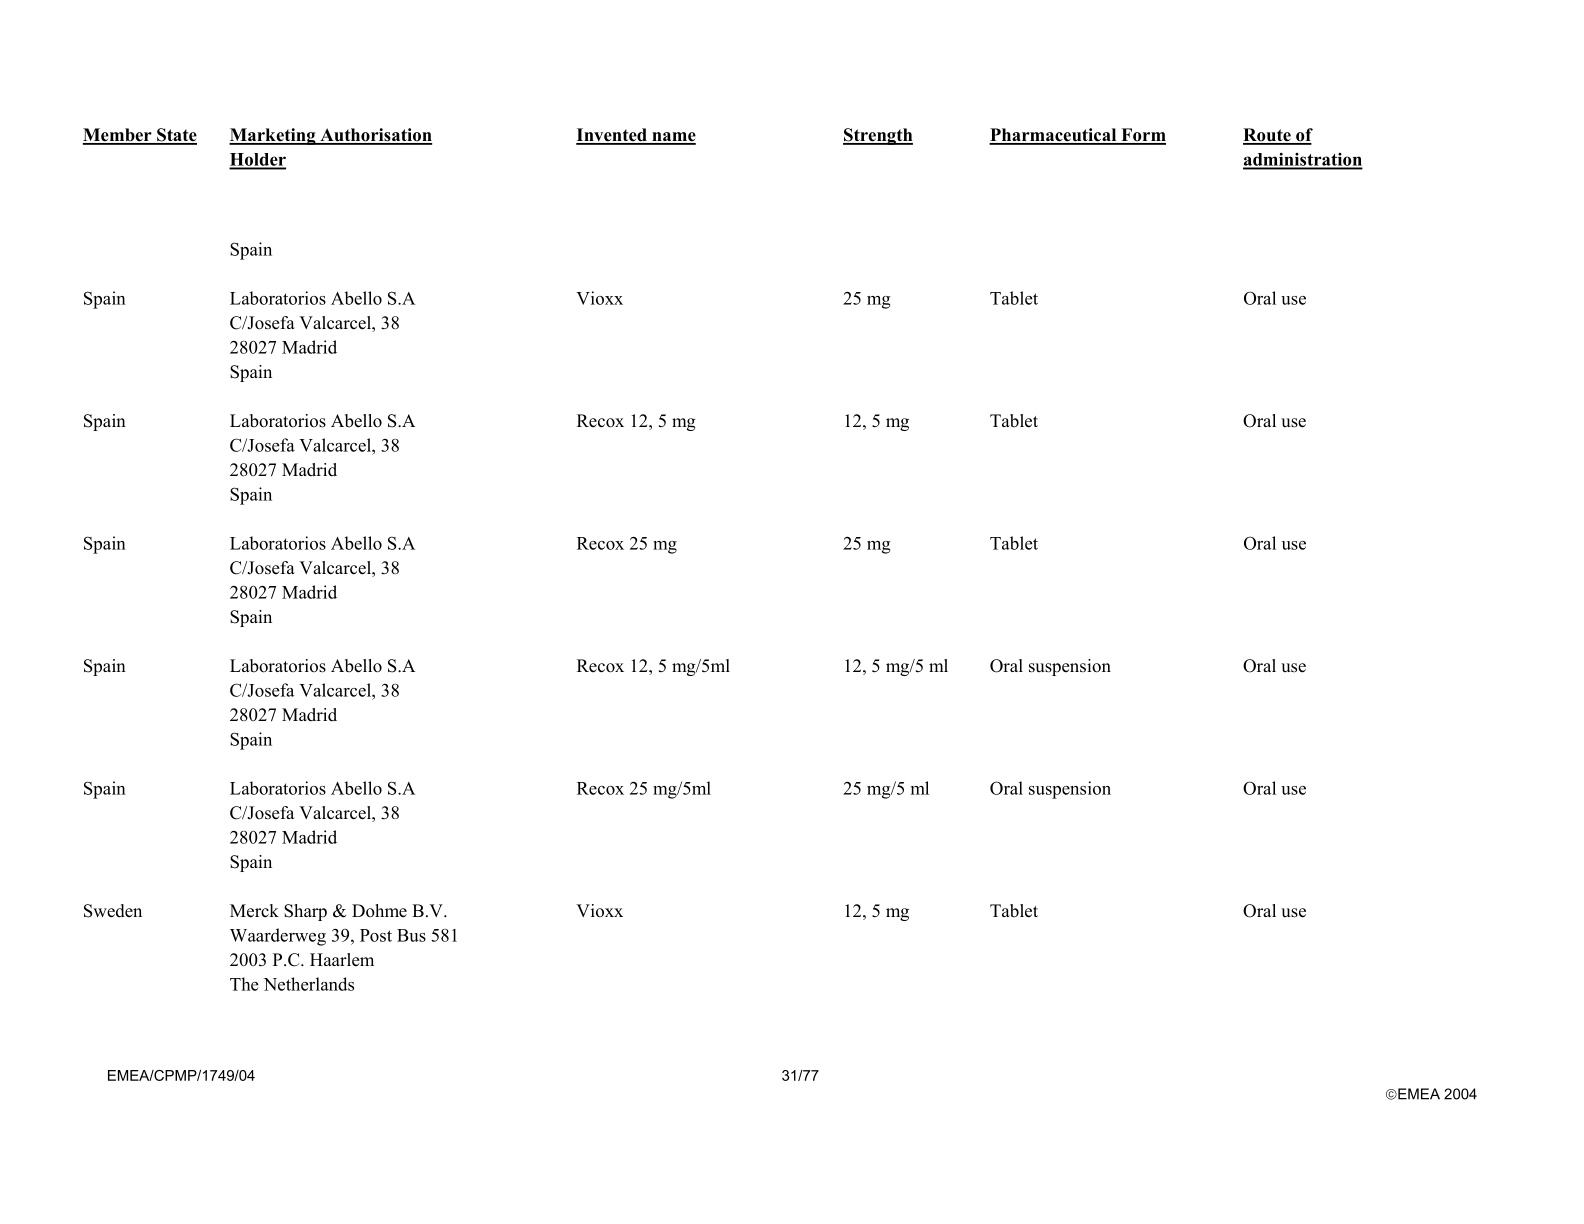 Member State Marketing Authorisation Invented name Strength Pharmaceutical Form Route of
Holder administration
Spain
Spain Laboratorios Abello S.A Vioxx 25 mg Tablet Oral use
C/Josefa Valcarcel, 38
28027 Madrid
Spain
Spain Laboratorios Abello S.A Recox 12, 5 mg 12, 5 mg Tablet Oral use
C/Josefa Valcarcel, 38
28027 Madrid
Spain
Spain Laboratorios Abello S.A Recox 25 mg 25 mg Tablet Oral use
C/Josefa Valcarcel, 38
28027 Madrid
Spain
Spain Laboratorios Abello S.A Recox 12, 5 mg/5ml 12, 5 mg/5 ml Oral suspension Oral use
C/Josefa Valcarcel, 38
28027 Madrid
Spain
Spain Laboratorios Abello S.A Recox 25 mg/5ml 25 mg/5 ml Oral suspension Oral use
C/Josefa Valcarcel, 38
28027 Madrid
Spain
Sweden Merck Sharp & Dohme B.V. Vioxx 12, 5 mg Tablet Oral use
Waarderweg 39, Post Bus 581
2003 P.C. Haarlem
The Netherlands
EMEA/CPMP/1749/04 31/77
©EMEA 2004